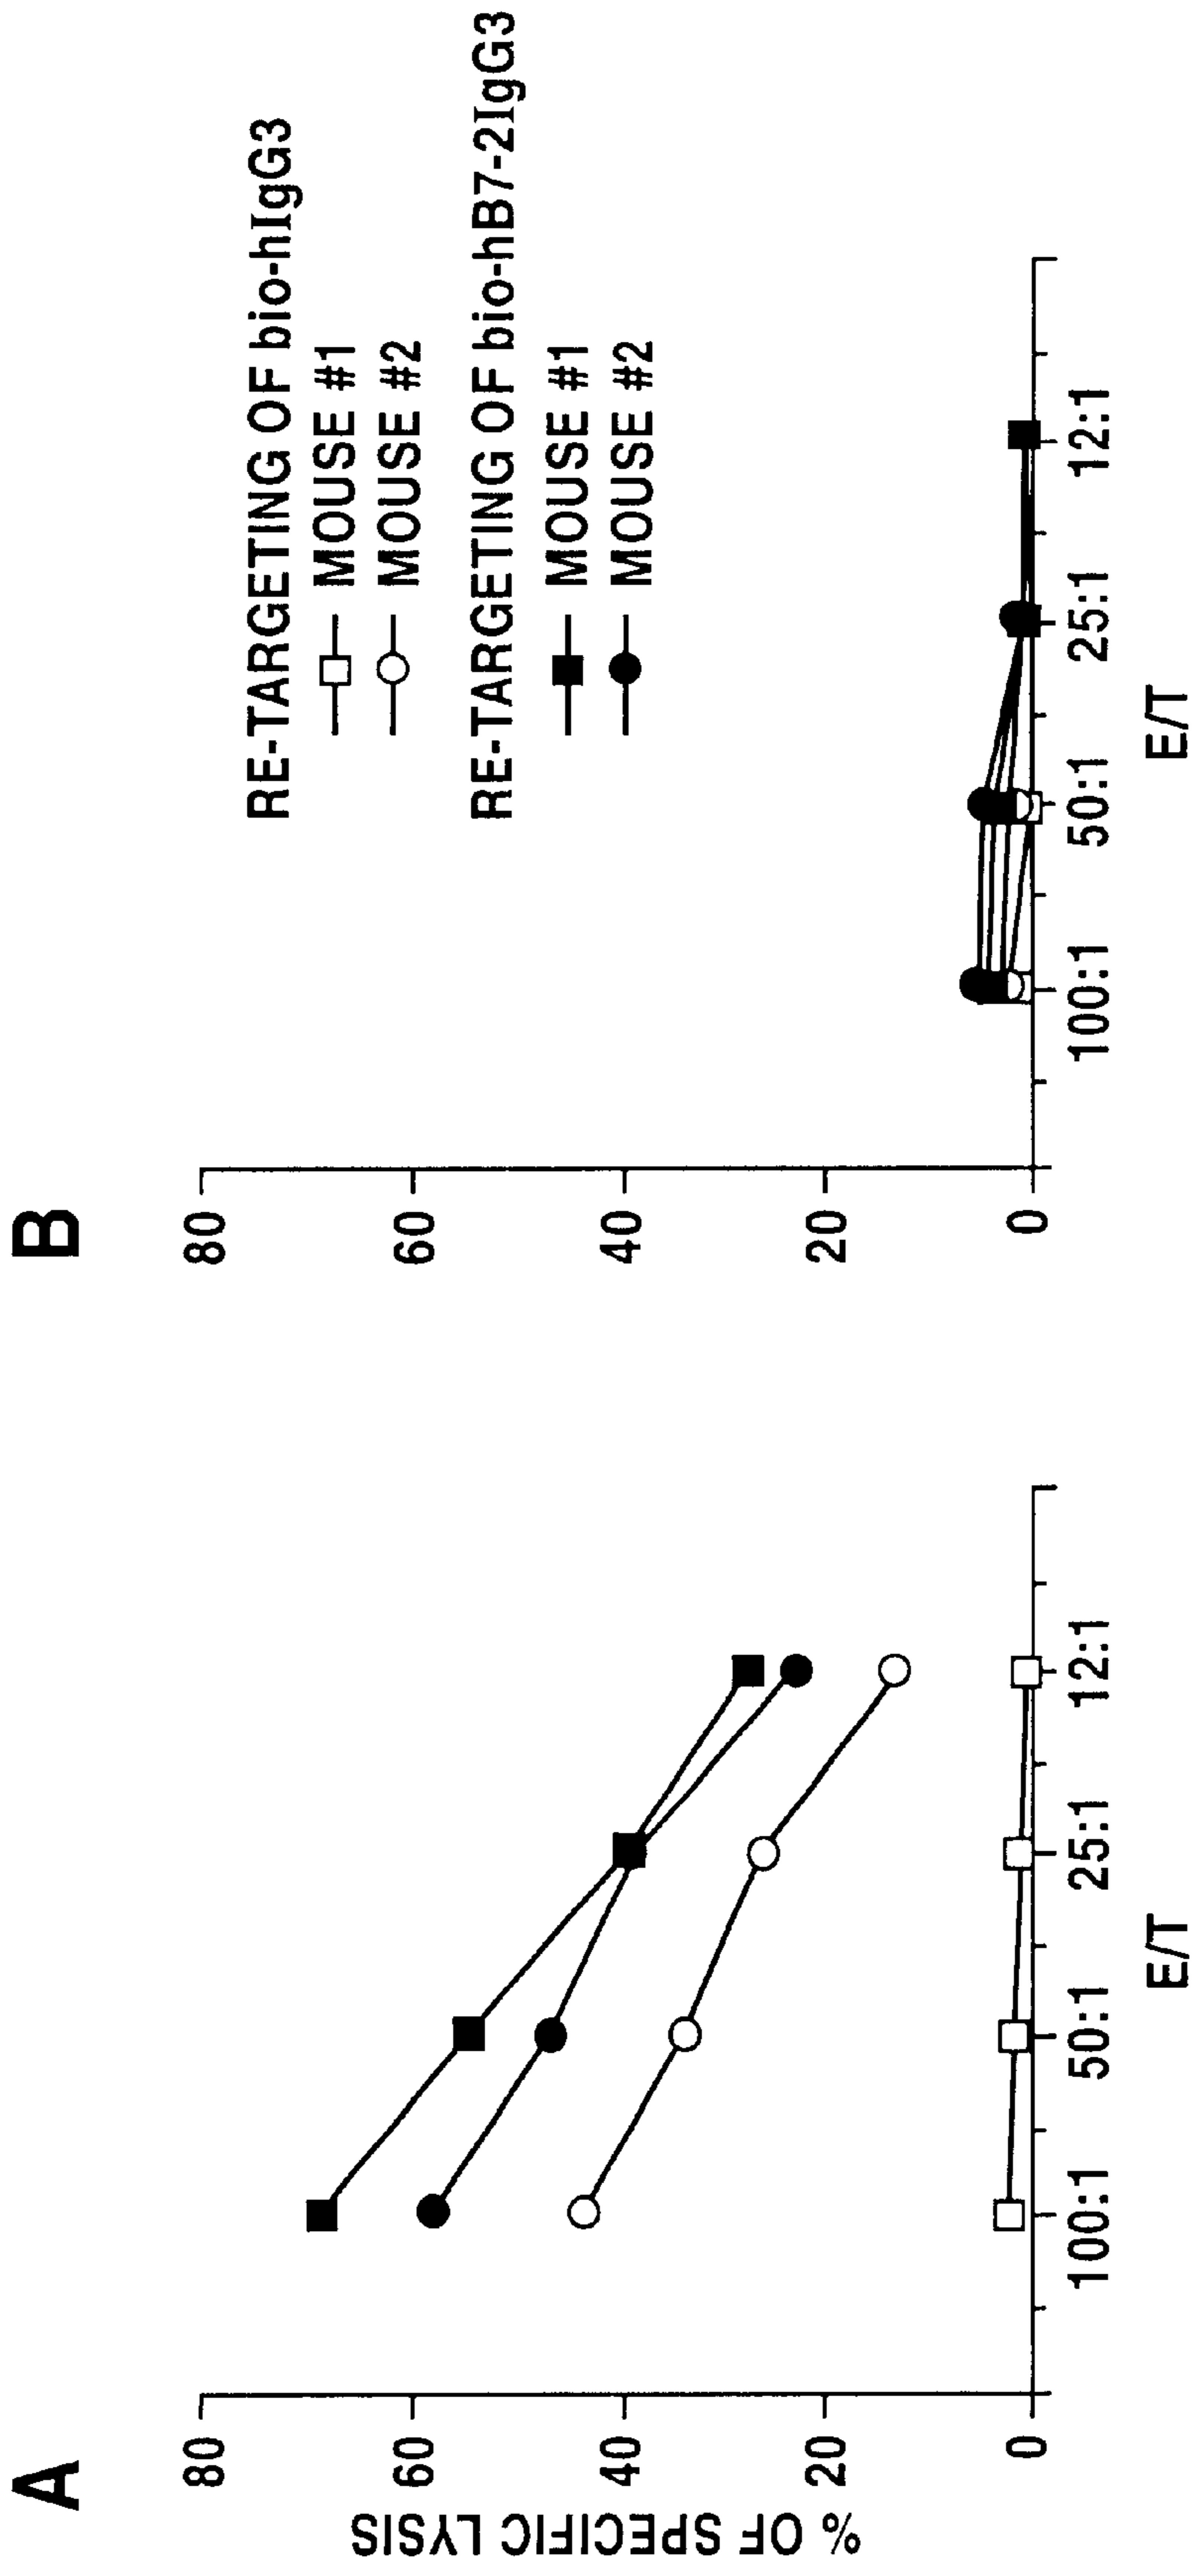 A
% OF SPECIFIC LYSIS
80
60
40
20
0
100:1
50:1
25:1
12:1
E/T
B
80
60
40
20
0
100:1
50:1
25:1
12:1
E/T
RE-TARGETING OF bio-hIgG3
MOUSE #1
MOUSE #2
RE-TARGETING OF bio-hB7-2IgG3
MOUSE #1
MOUSE #2